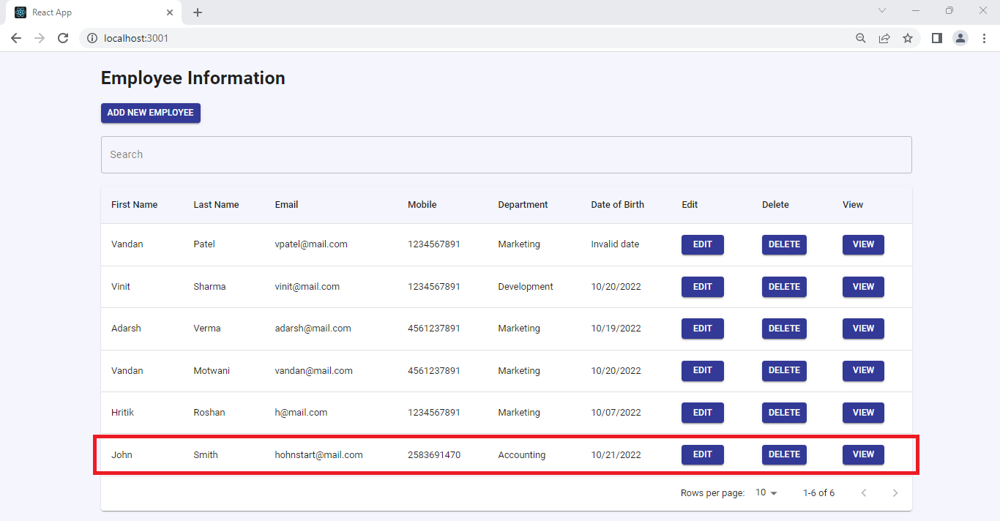 React App
localhost:3001
Employee Information
ADD NEW EMPLOYEE
Search
First Name Last Name Email Mobile Department Date of Birth Edit Delete View
Vandan Patel vpatel@mail.com 1234567891 Marketing Invalid date EDIT DELETE VIEW
Vinit Sharma vinit@mail.com 1234567891 Development 10/20/2022 EDIT DELETE VIEW
Adarsh Verma adarsh@mail.com 4561237891 Marketing 10/19/2022 EDIT DELETE VIEW
Vandan Motwani vandan@mail.com 4561237891 Marketing 10/20/2022 EDIT DELETE VIEW
Hritik Roshan h@mail.com 1234567891 Marketing 10/07/2022 EDIT DELETE VIEW
John Smith hohnstart@mail.com 2583691470 Accounting 10/21/2022 EDIT DELETE VIEW
Rows per page: 10 1-6 of 6